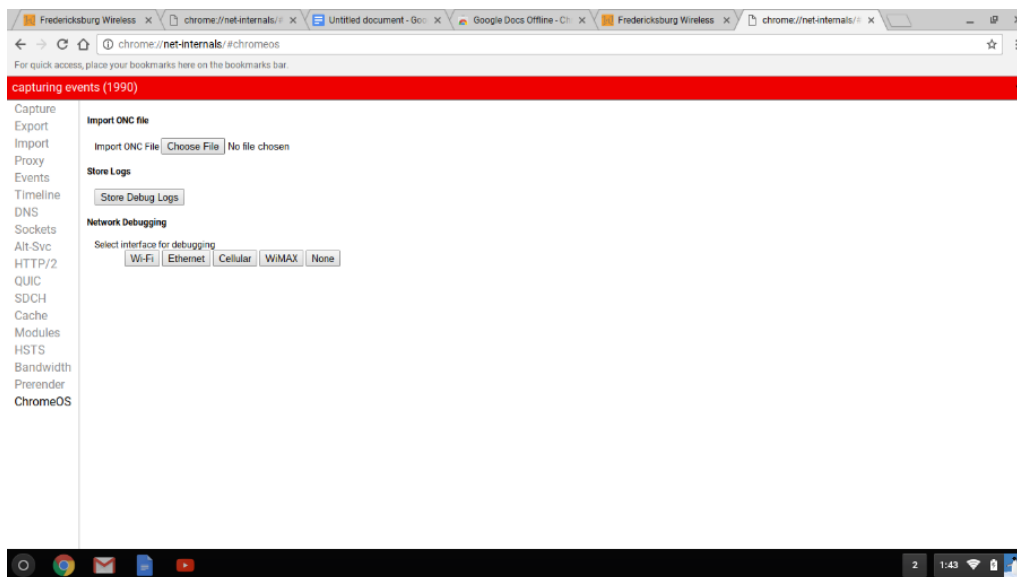 Fredericksburg Wireless
chrome://net-internals/#
Untitled document - Goo
Google Docs Offline - Ch
Fredericksburg Wireless
chrome://net-internals/#
chrome://net-internals/#chromeos
For quick access, place your bookmarks here on the bookmarks bar.
capturing events (1990)
Capture
Export
Import
Proxy
Events
Timeline
DNS
Sockets
Alt-Svc
HTTP/2
QUIC
SDCH
Cache
Modules
HSTS
Bandwidth
Prerender
ChromeOS
Import ONC file
Import ONC File Choose File No file chosen
Store Logs
Store Debug Logs
Network Debugging
Select interface for debugging
Wi-Fi Ethernet Cellular WiMAX None
2 1:43